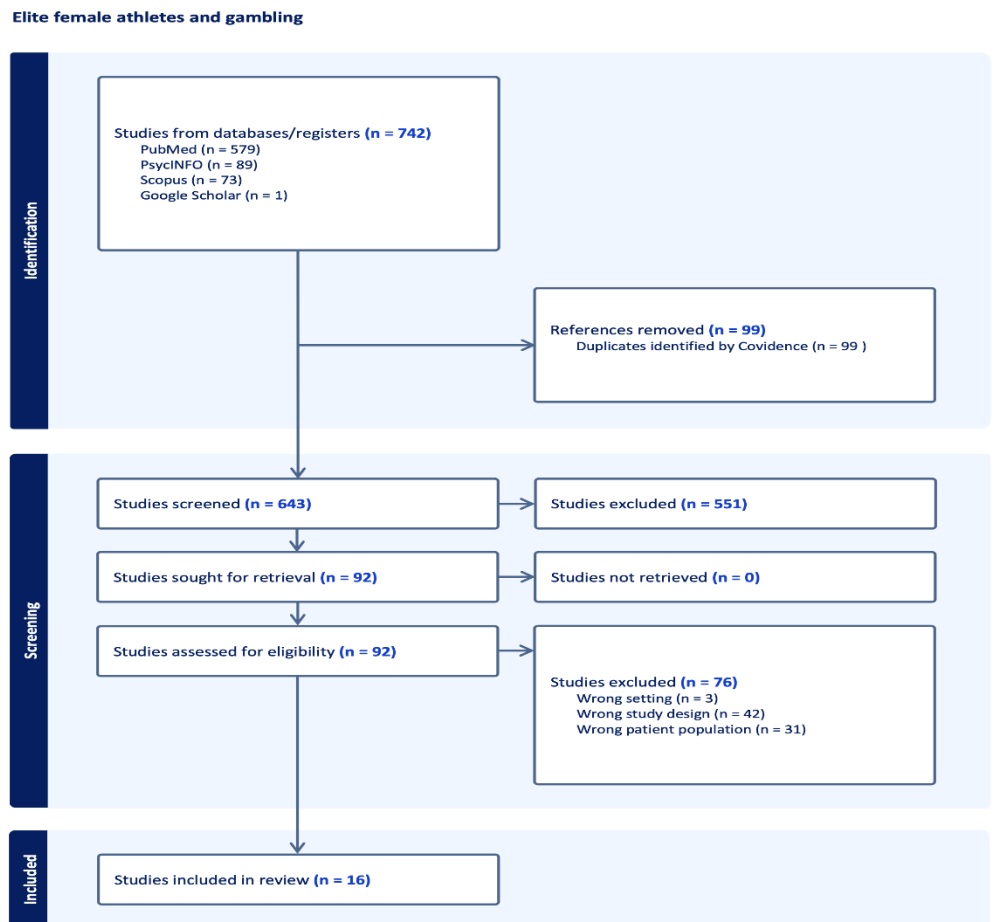 Elite female athletes and gambling
Identification
Studies from databases/registers (n = 742)
PubMed (n = 579)
PsycINFO (n = 89)
Scopus (n = 73)
Google Scholar (n = 1)
References removed (n = 99)
Duplicates identified by Covidence (n = 99 )
Screening
Studies screened (n = 643)
Studies excluded (n = 551)
Studies sought for retrieval (n = 92)
Studies not retrieved (n = 0)
Studies assessed for eligibility (n = 92)
Studies excluded (n = 76)
Wrong setting (n = 3)
Wrong study design (n = 42)
Wrong patient population (n = 31)
Included
Studies included in review (n = 16)